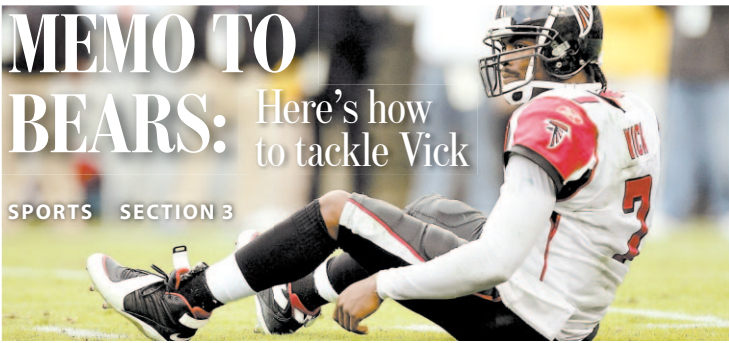 MEMO TO
BEARS:
Here's how
to tackle Vick
SPORTS SECTION 3
VICK
7